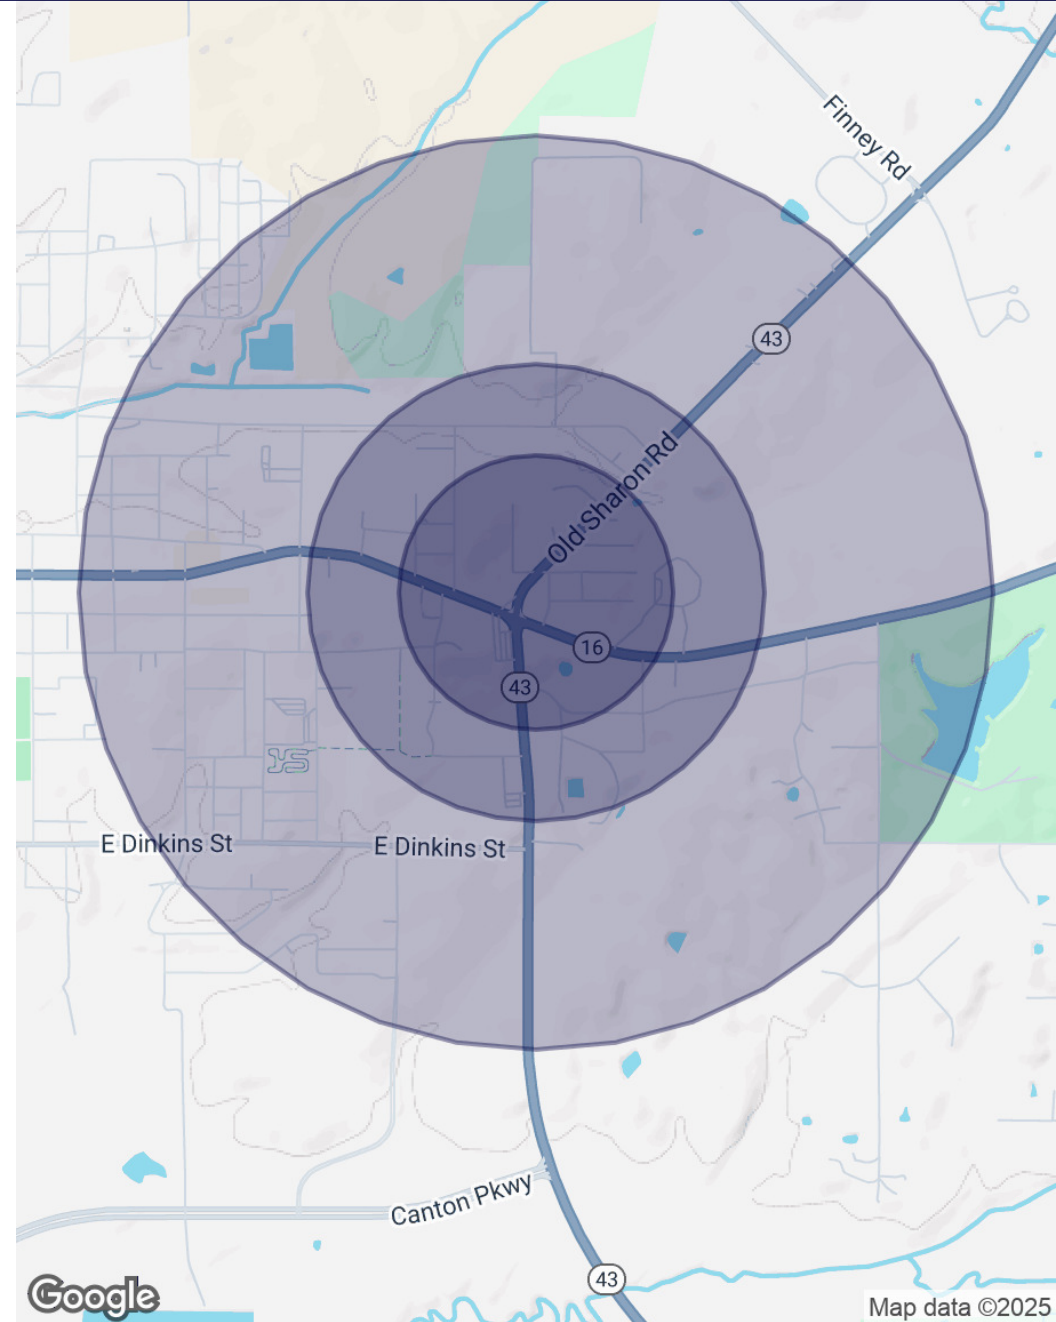 Finney Rd
43
Old Sharon Rd
16
43
E Dinkins St
E Dinkins St
Canton Pkwy
43
Google
Map data ©2025